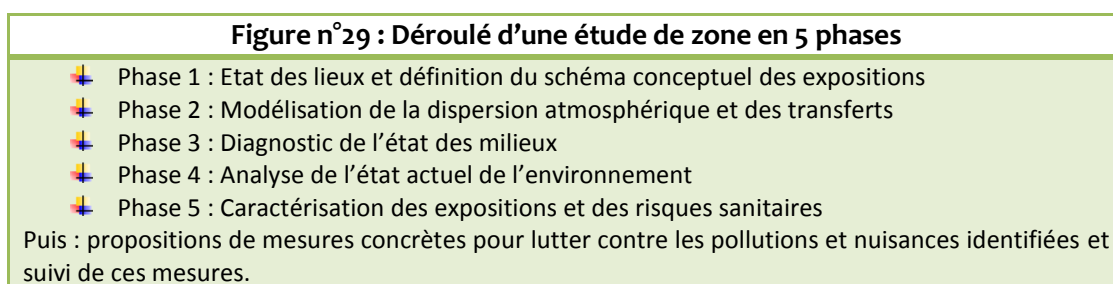 Figure n°29 : Déroulé d’une étude de zone en 5 phases
Phase 1 : Etat des lieux et définition du schéma conceptuel des expositions
Phase 2 : Modélisation de la dispersion atmosphérique et des transferts
Phase 3 : Diagnostic de l’état des milieux
Phase 4 : Analyse de l’état actuel de l’environnement
Phase 5 : Caractérisation des expositions et des risques sanitaires
Puis : propositions de mesures concrètes pour lutter contre les pollutions et nuisances identifiées et
suivi de ces mesures.